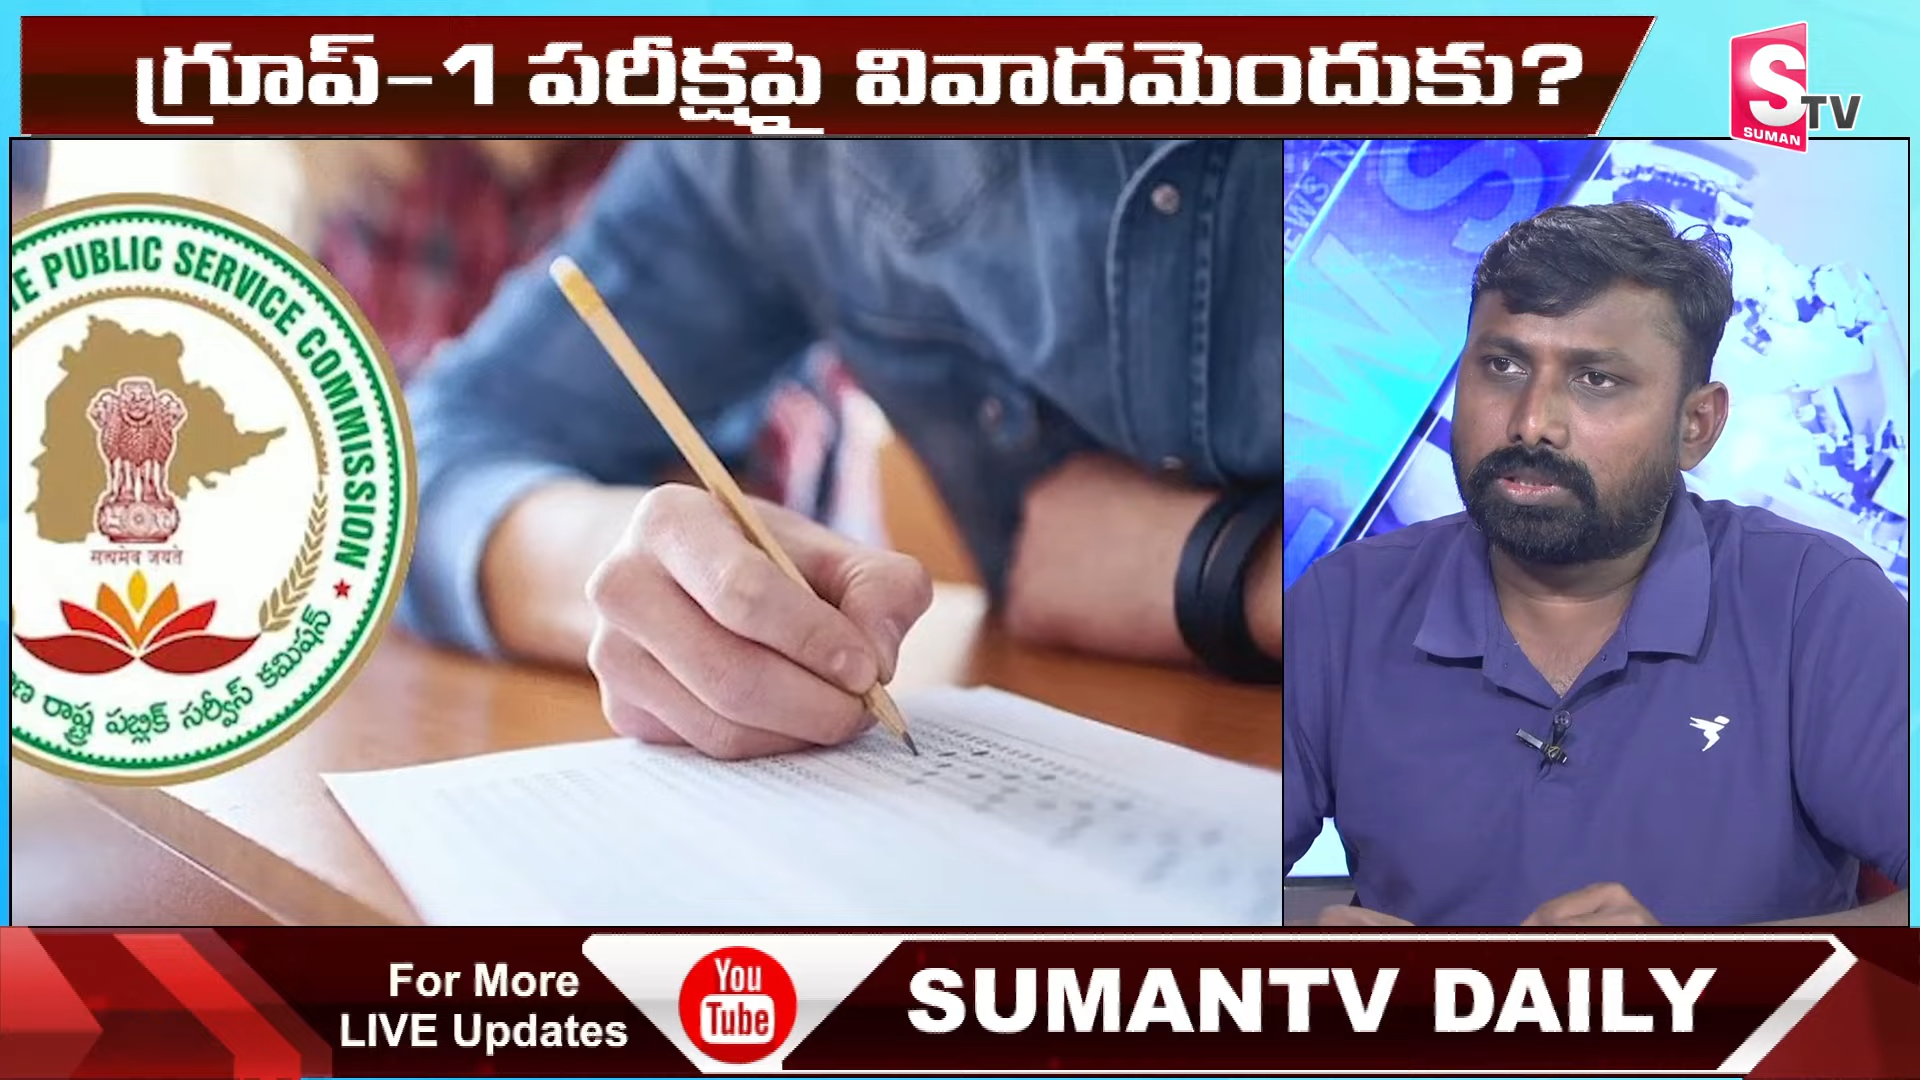 గ్రూప్-1 పరీక్షపై వివాదమెందుకు?
S TV
SUMAN
PUBLIC SERVICE COMMISSION
सत्यमेव जयते
రాష్ట్ర పబ్లిక్ సర్వీస్ కమిషన్
NEWS
For More
LIVE Updates
You
Tube
SUMANTV DAILY